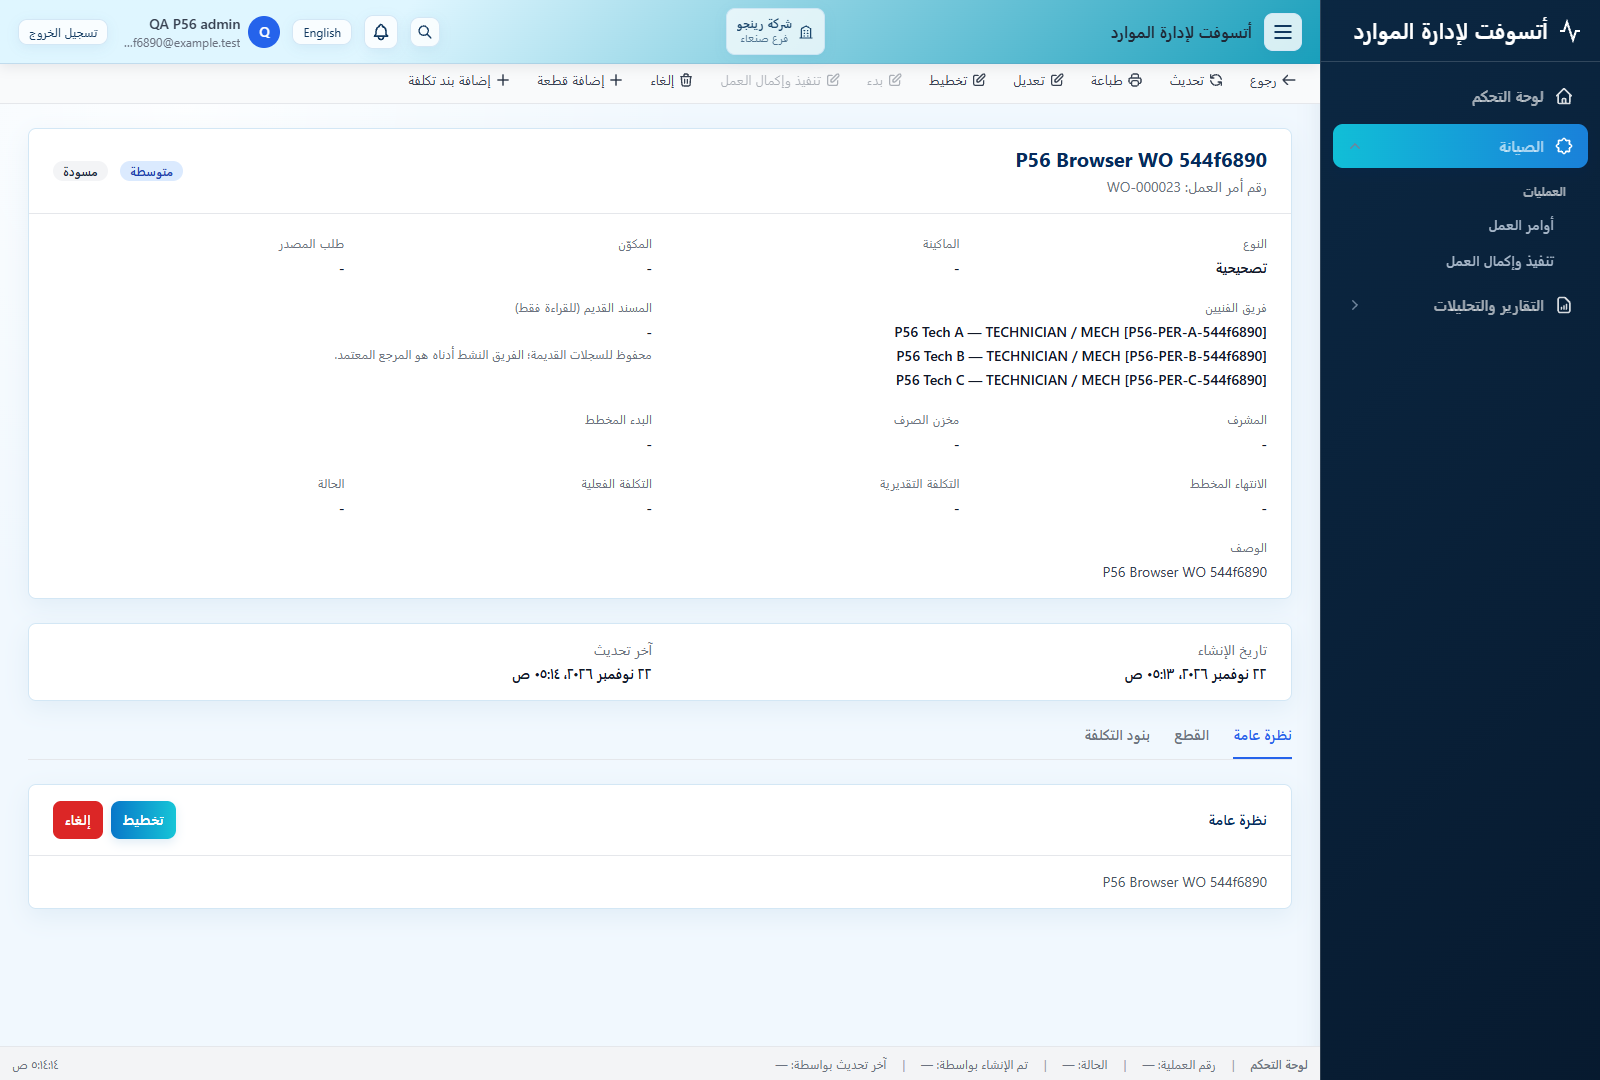 أتسوفت لإدارة الموارد
لوحة التحكم
الصيانة
العمليات
أوامر العمل
تنفيذ وإكمال العمل
التقارير والتحليلات
أتسوفت لإدارة الموارد
شركة رينجو
فرع صنعاء
English
Q
QA P56 admin
...f6890@example.test
تسجيل الخروج
رجوع
تحديث
طباعة
تعديل
تخطيط
بدء
تنفيذ وإكمال العمل
إلغاء
إضافة قطعة
إضافة بند تكلفة
P56 Browser WO 544f6890
رقم أمر العمل: WO-000023
متوسطة
مسودة
النوع
تصحيحية
الماكينة
-
المكوّن
-
طلب المصدر
-
فريق الفنيين
P56 Tech A — TECHNICIAN / MECH [P56-PER-A-544f6890]
P56 Tech B — TECHNICIAN / MECH [P56-PER-B-544f6890]
P56 Tech C — TECHNICIAN / MECH [P56-PER-C-544f6890]
المسند القديم (للقراءة فقط)
-
محفوظ للسجلات القديمة؛ الفريق النشط أدناه هو المرجع المعتمد.
المشرف
-
مخزن الصرف
-
البدء المخطط
-
الانتهاء المخطط
-
التكلفة التقديرية
-
التكلفة الفعلية
-
الحالة
-
الوصف
P56 Browser WO 544f6890
تاريخ الإنشاء
٢٢ نوفمبر ٢٠٢٦، ٠٥:١٣ ص
آخر تحديث
٢٢ نوفمبر ٢٠٢٦، ٠٥:١٤ ص
نظرة عامة
القطع
بنود التكلفة
نظرة عامة
تخطيط
إلغاء
P56 Browser WO 544f6890
لوحة التحكم | رقم العملية: — | الحالة: — | تم الإنشاء بواسطة: — | آخر تحديث بواسطة: —
٥:١٤:١٤ ص